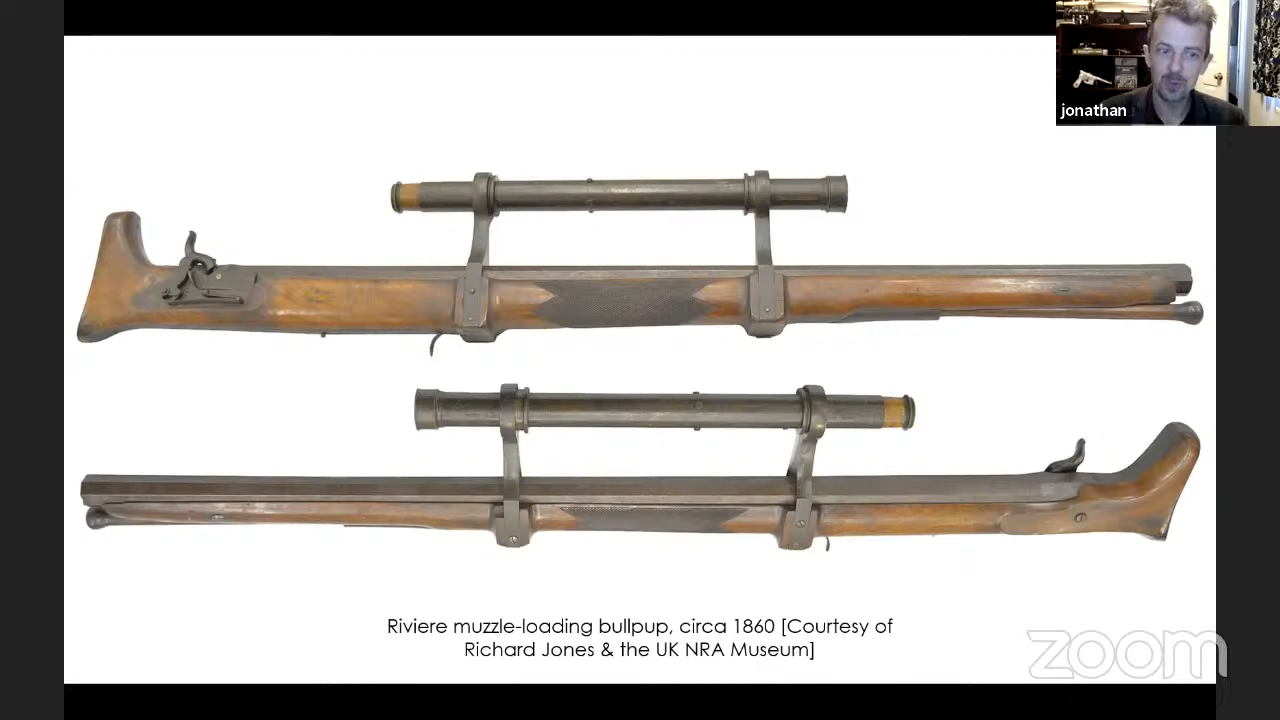 jonathan
Riviere muzzle-loading bullpup, circa 1860 [Courtesy of
Richard Jones & the UK NRA Museum]
zoom